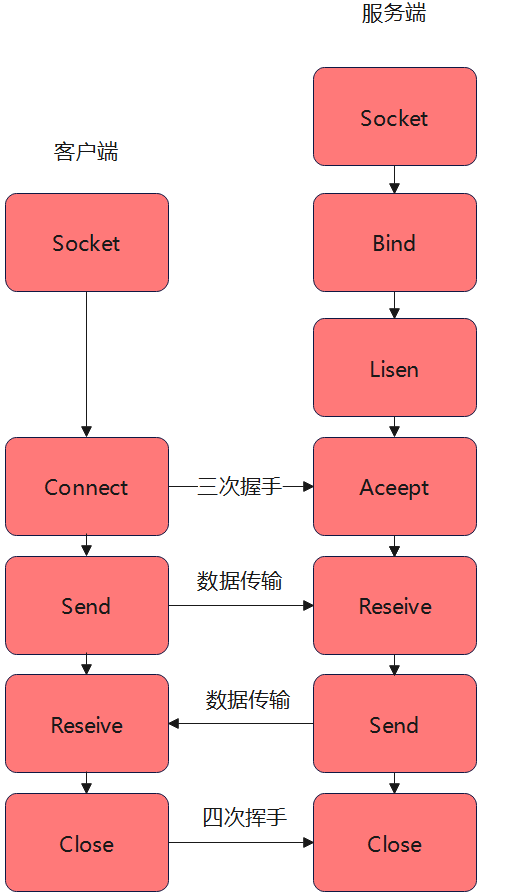 服务端
Socket
客户端
Socket
Bind
Lisen
Connect
三次握手
Aceept
Send
数据传输
Reseive
Reseive
数据传输
Send
Close
四次挥手
Close